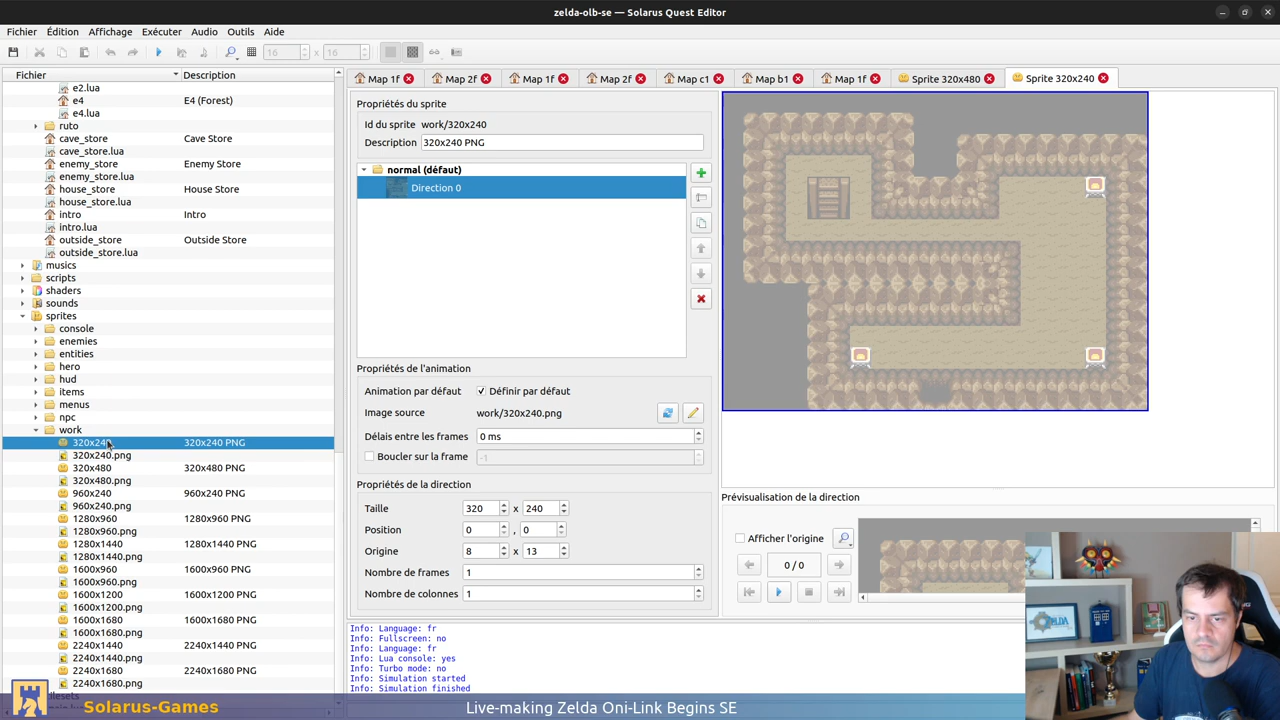 zelda-olb-se — Solarus Quest Editor
Fichier Édition Affichage Exécuter Audio Outils Aide
16 x 16
Fichier Description
e2.lua
e4 E4 (Forest)
e4.lua
ruto
cave_store Cave Store
cave_store.lua
enemy_store Enemy Store
enemy_store.lua
house_store House Store
house_store.lua
intro Intro
intro.lua
outside_store Outside Store
outside_store.lua
musics
scripts
shaders
sounds
sprites
console
enemies
entities
hero
hud
items
menus
npc
work
320x240 320x240 PNG
320x240.png
320x480 320x480 PNG
320x480.png
960x240 960x240 PNG
960x240.png
1280x960 1280x960 PNG
1280x960.png
1280x1440 1280x1440 PNG
1280x1440.png
1600x960 1600x960 PNG
1600x960.png
1600x1200 1600x1200 PNG
1600x1200.png
1600x1680 1600x1680 PNG
1600x1680.png
2240x1440 2240x1440 PNG
2240x1440.png
2240x1680 2240x1680 PNG
2240x1680.png
Map 1f Map 2f Map 1f Map 2f Map c1 Map b1 Map 1f Sprite 320x480 Sprite 320x240
Propriétés du sprite
Id du sprite work/320x240
Description 320x240 PNG
normal (défaut)
Direction 0
Propriétés de l'animation
Animation par défaut Définir par défaut
Image source work/320x240.png
Délais entre les frames 0 ms
Boucler sur la frame -1
Propriétés de la direction
Taille 320 x 240
Position 0 , 0
Origine 8 x 13
Nombre de frames 1
Nombre de colonnes 1
Prévisualisation de la direction
Afficher l'origine
0 / 0
Info: Language: fr
Info: Fullscreen: no
Info: Language: fr
Info: Lua console: yes
Info: Turbo mode: no
Info: Simulation started
Info: Simulation finished
Solarus-Games Live-making Zelda Oni-Link Begins SE